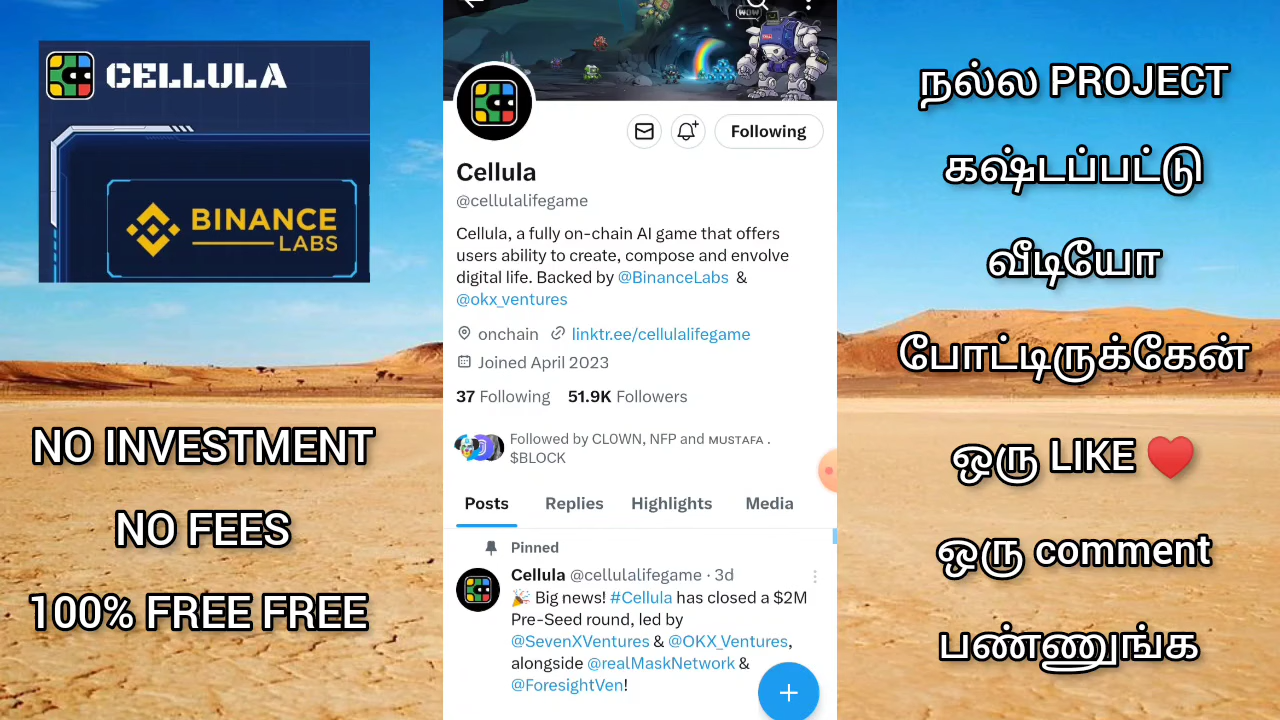 CELLULA
BINANCE
LABS
NO INVESTMENT
NO FEES
100% FREE FREE
WOW
Following
Cellula
@cellulalifegame
Cellula, a fully on-chain AI game that offers
users ability to create, compose and envolve
digital life. Backed by @BinanceLabs &
@okx_ventures
onchain linktr.ee/cellulalifegame
Joined April 2023
37 Following 51.9K Followers
Followed by CL0WN, NFP and ᴍᴜsᴛᴀғᴀ .
$BLOCK
Posts Replies Highlights Media
Pinned
Cellula @cellulalifegame · 3d
🎉 Big news! #Cellula has closed a $2M
Pre-Seed round, led by
@SevenXVentures & @OKX_Ventures,
alongside @realMaskNetwork &
@ForesightVen!
நல்ல PROJECT
கஷ்டப்பட்டு
வீடியோ
போட்டிருக்கேன்
ஒரு LIKE ♥️
ஒரு comment
பண்ணுங்க